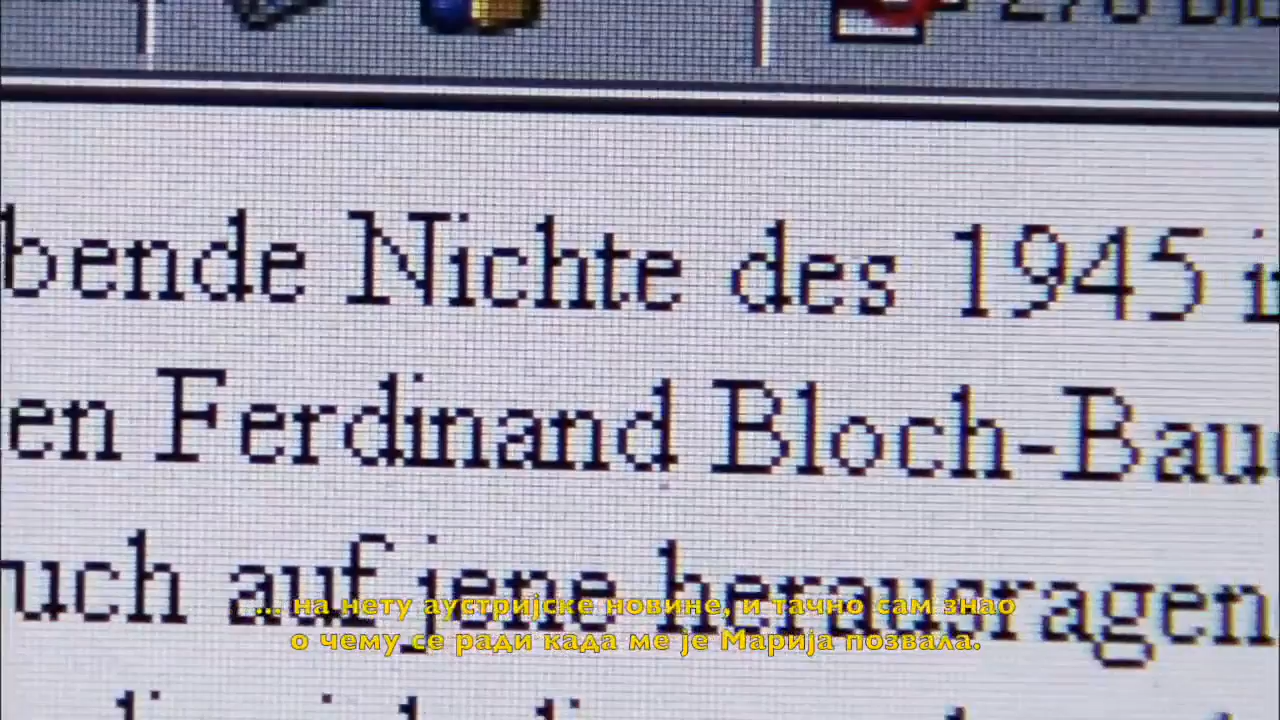 bende Nichte des 1945
en Ferdinand Bloch-Bau
uch auf jene herausragen
... на нету аустријске новине, и тачно сам знао
о чему се ради када ме је Марија позвала.